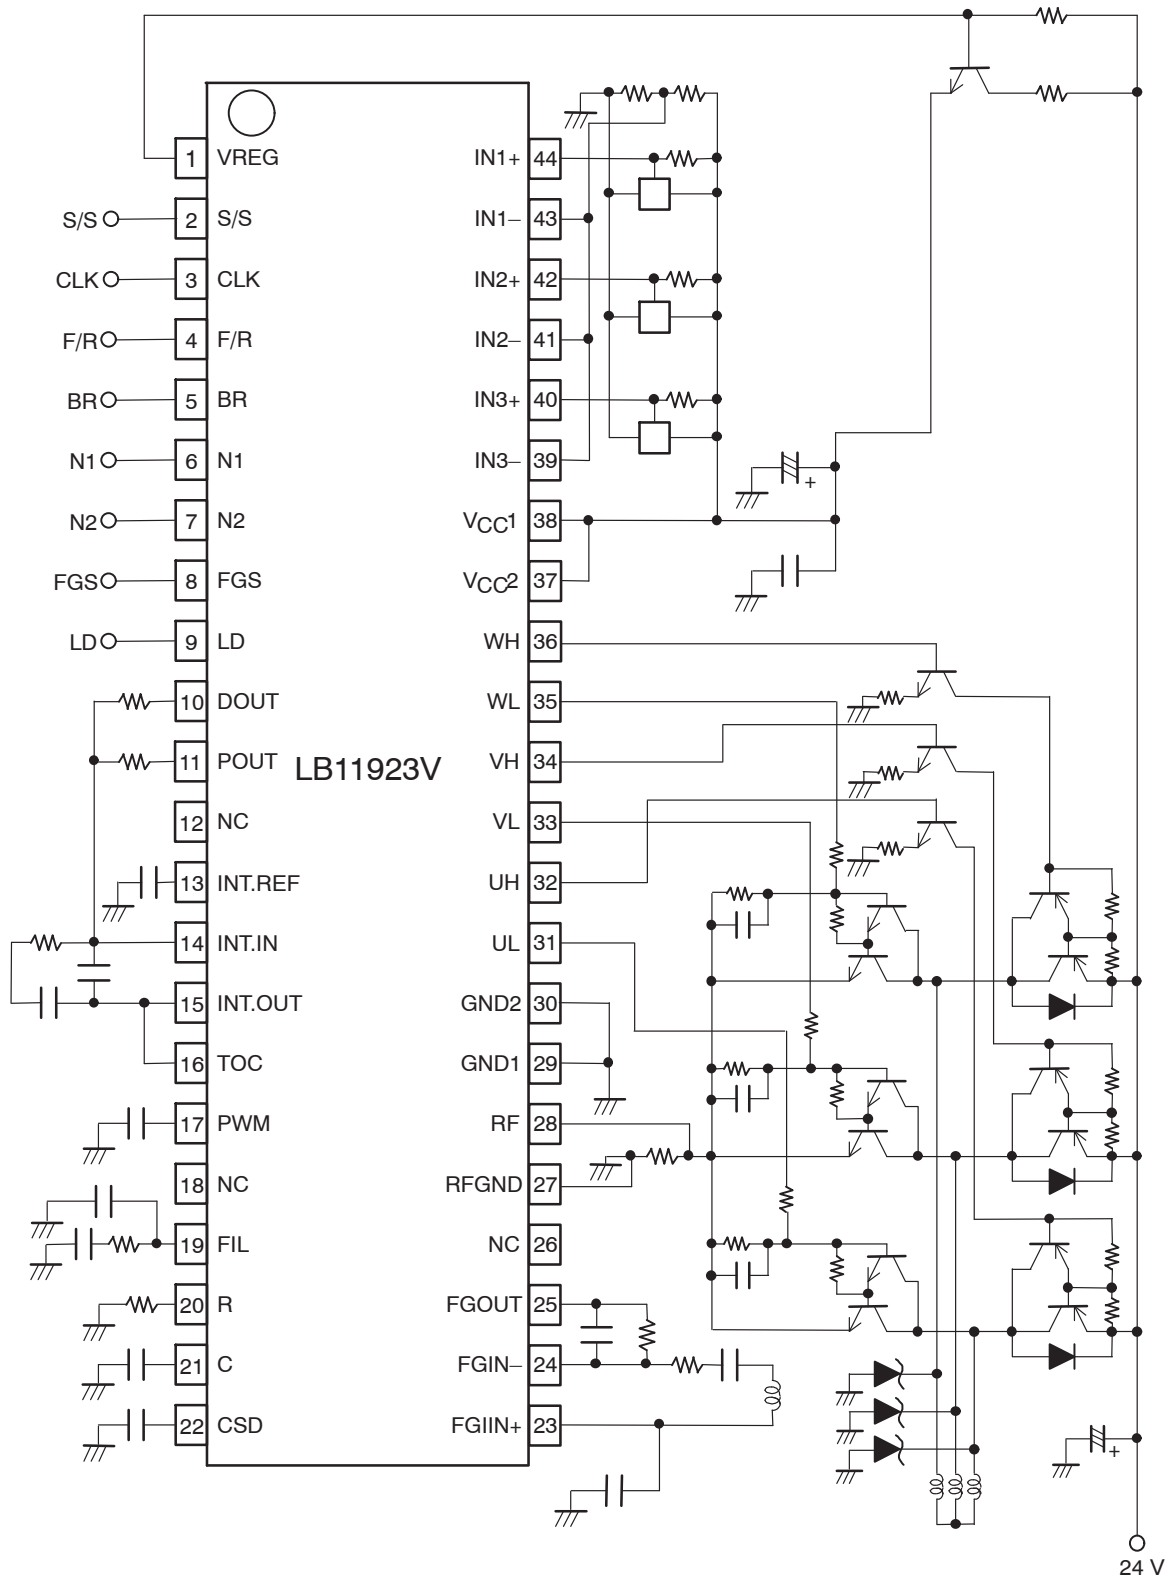 1 VREG
S/S 2 S/S
CLK 3 CLK
F/R 4 F/R
BR 5 BR
N1 6 N1
N2 7 N2
FGS 8 FGS
LD 9 LD
10 DOUT
11 POUT
12 NC
13 INT.REF
14 INT.IN
15 INT.OUT
16 TOC
17 PWM
18 NC
19 FIL
20 R
21 C
22 CSD
LB11923V
IN1+ 44
IN1− 43
IN2+ 42
IN2− 41
IN3+ 40
IN3− 39
VCC1 38
VCC2 37
WH 36
WL 35
VH 34
VL 33
UH 32
UL 31
GND2 30
GND1 29
RF 28
RFGND 27
NC 26
FGOUT 25
FGIN− 24
FGIIN+ 23
+
+
24 V